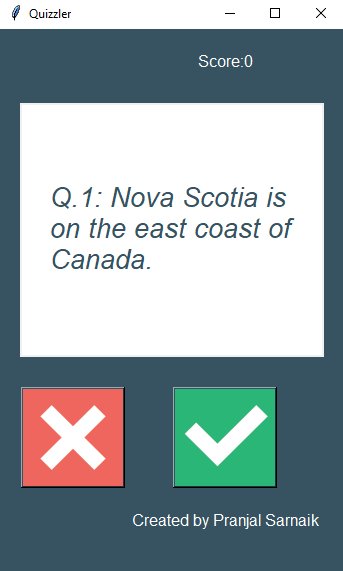 Quizzler
Score:0
Q.1: Nova Scotia is
on the east coast of
Canada.
Created by Pranjal Sarnaik